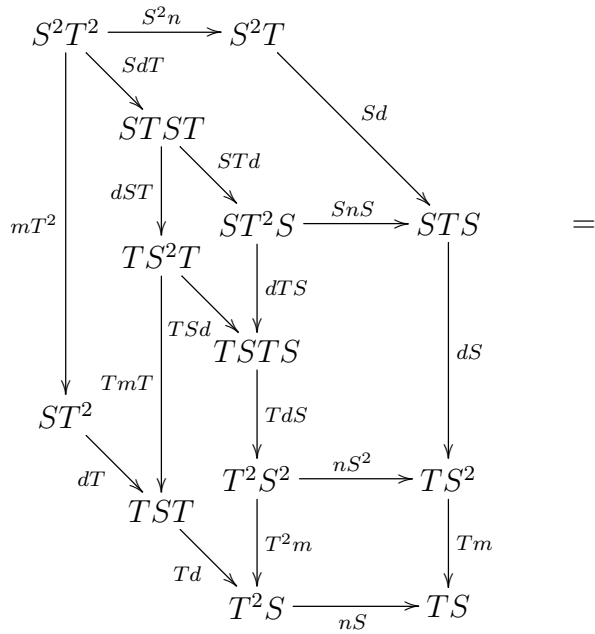 S²n
S²T² S²T
SdT
STST Sd
STd
dST
mT² SnS
ST²S STS =
TS²T
dTS
TSd
TSTS
dS
TmT
ST² TdS
dT nS²
T²S² TS²
TST
T²m Tm
Td
T²S TS
nS